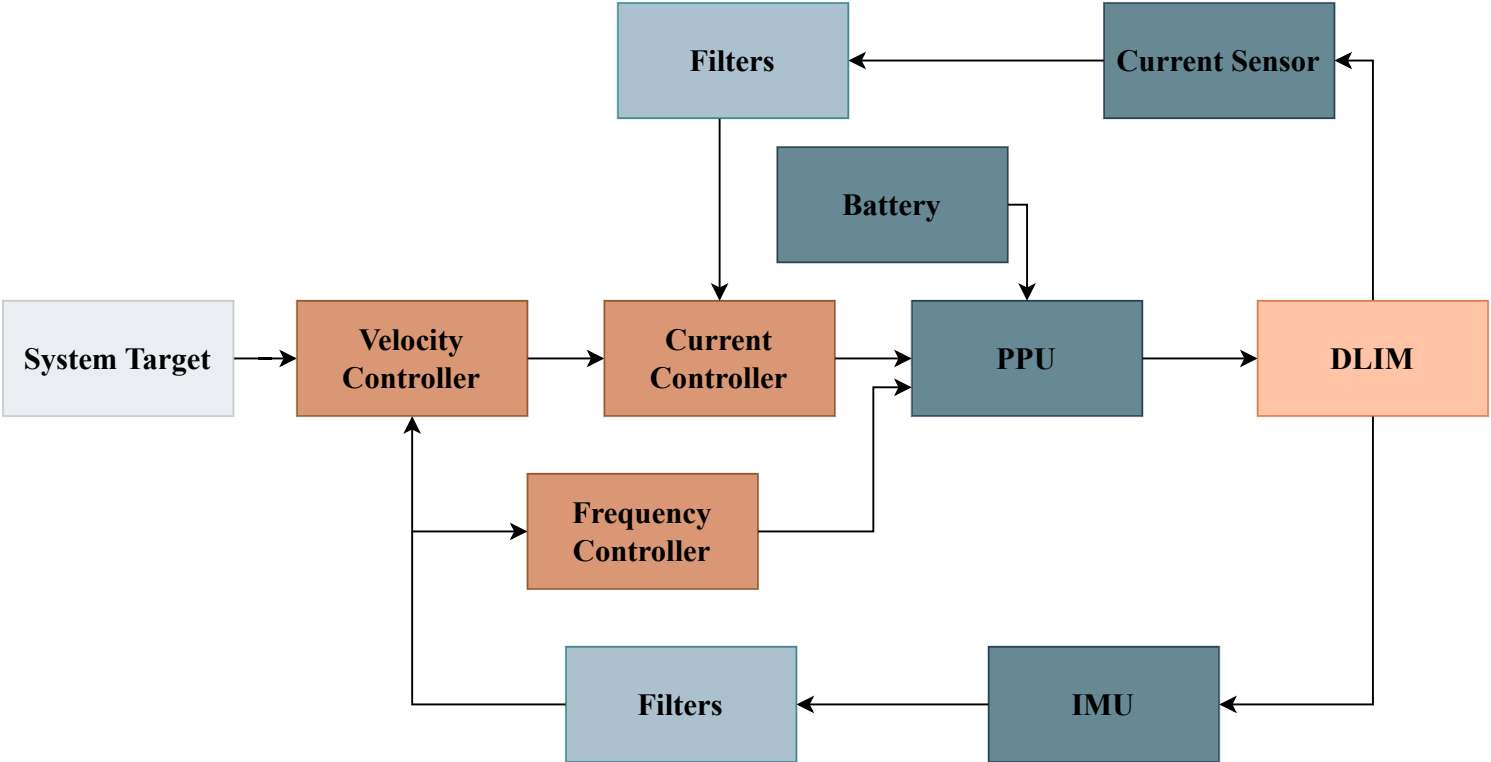 Filters
Current Sensor
Battery
System Target
Velocity
Controller
Current
Controller
PPU
DLIM
Frequency
Controller
Filters
IMU